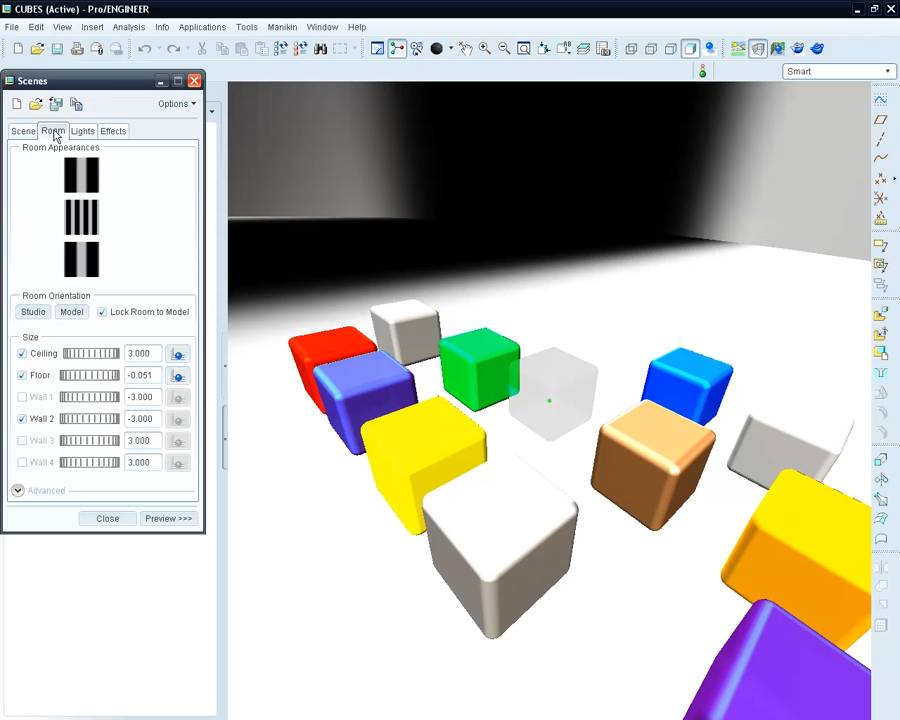 CUBES (Active) - Pro/ENGINEER
File Edit View Insert Analysis Info Applications Tools Manikin Window Help
Smart
Scenes
Options
Scene Room Lights Effects
Room Appearances
Room Orientation
Studio Model Lock Room to Model
Size
Ceiling 3.000
Floor -0.051
Wall 1 -3.000
Wall 2 -3.000
Wall 3 3.000
Wall 4 3.000
Advanced
Close Preview >>>